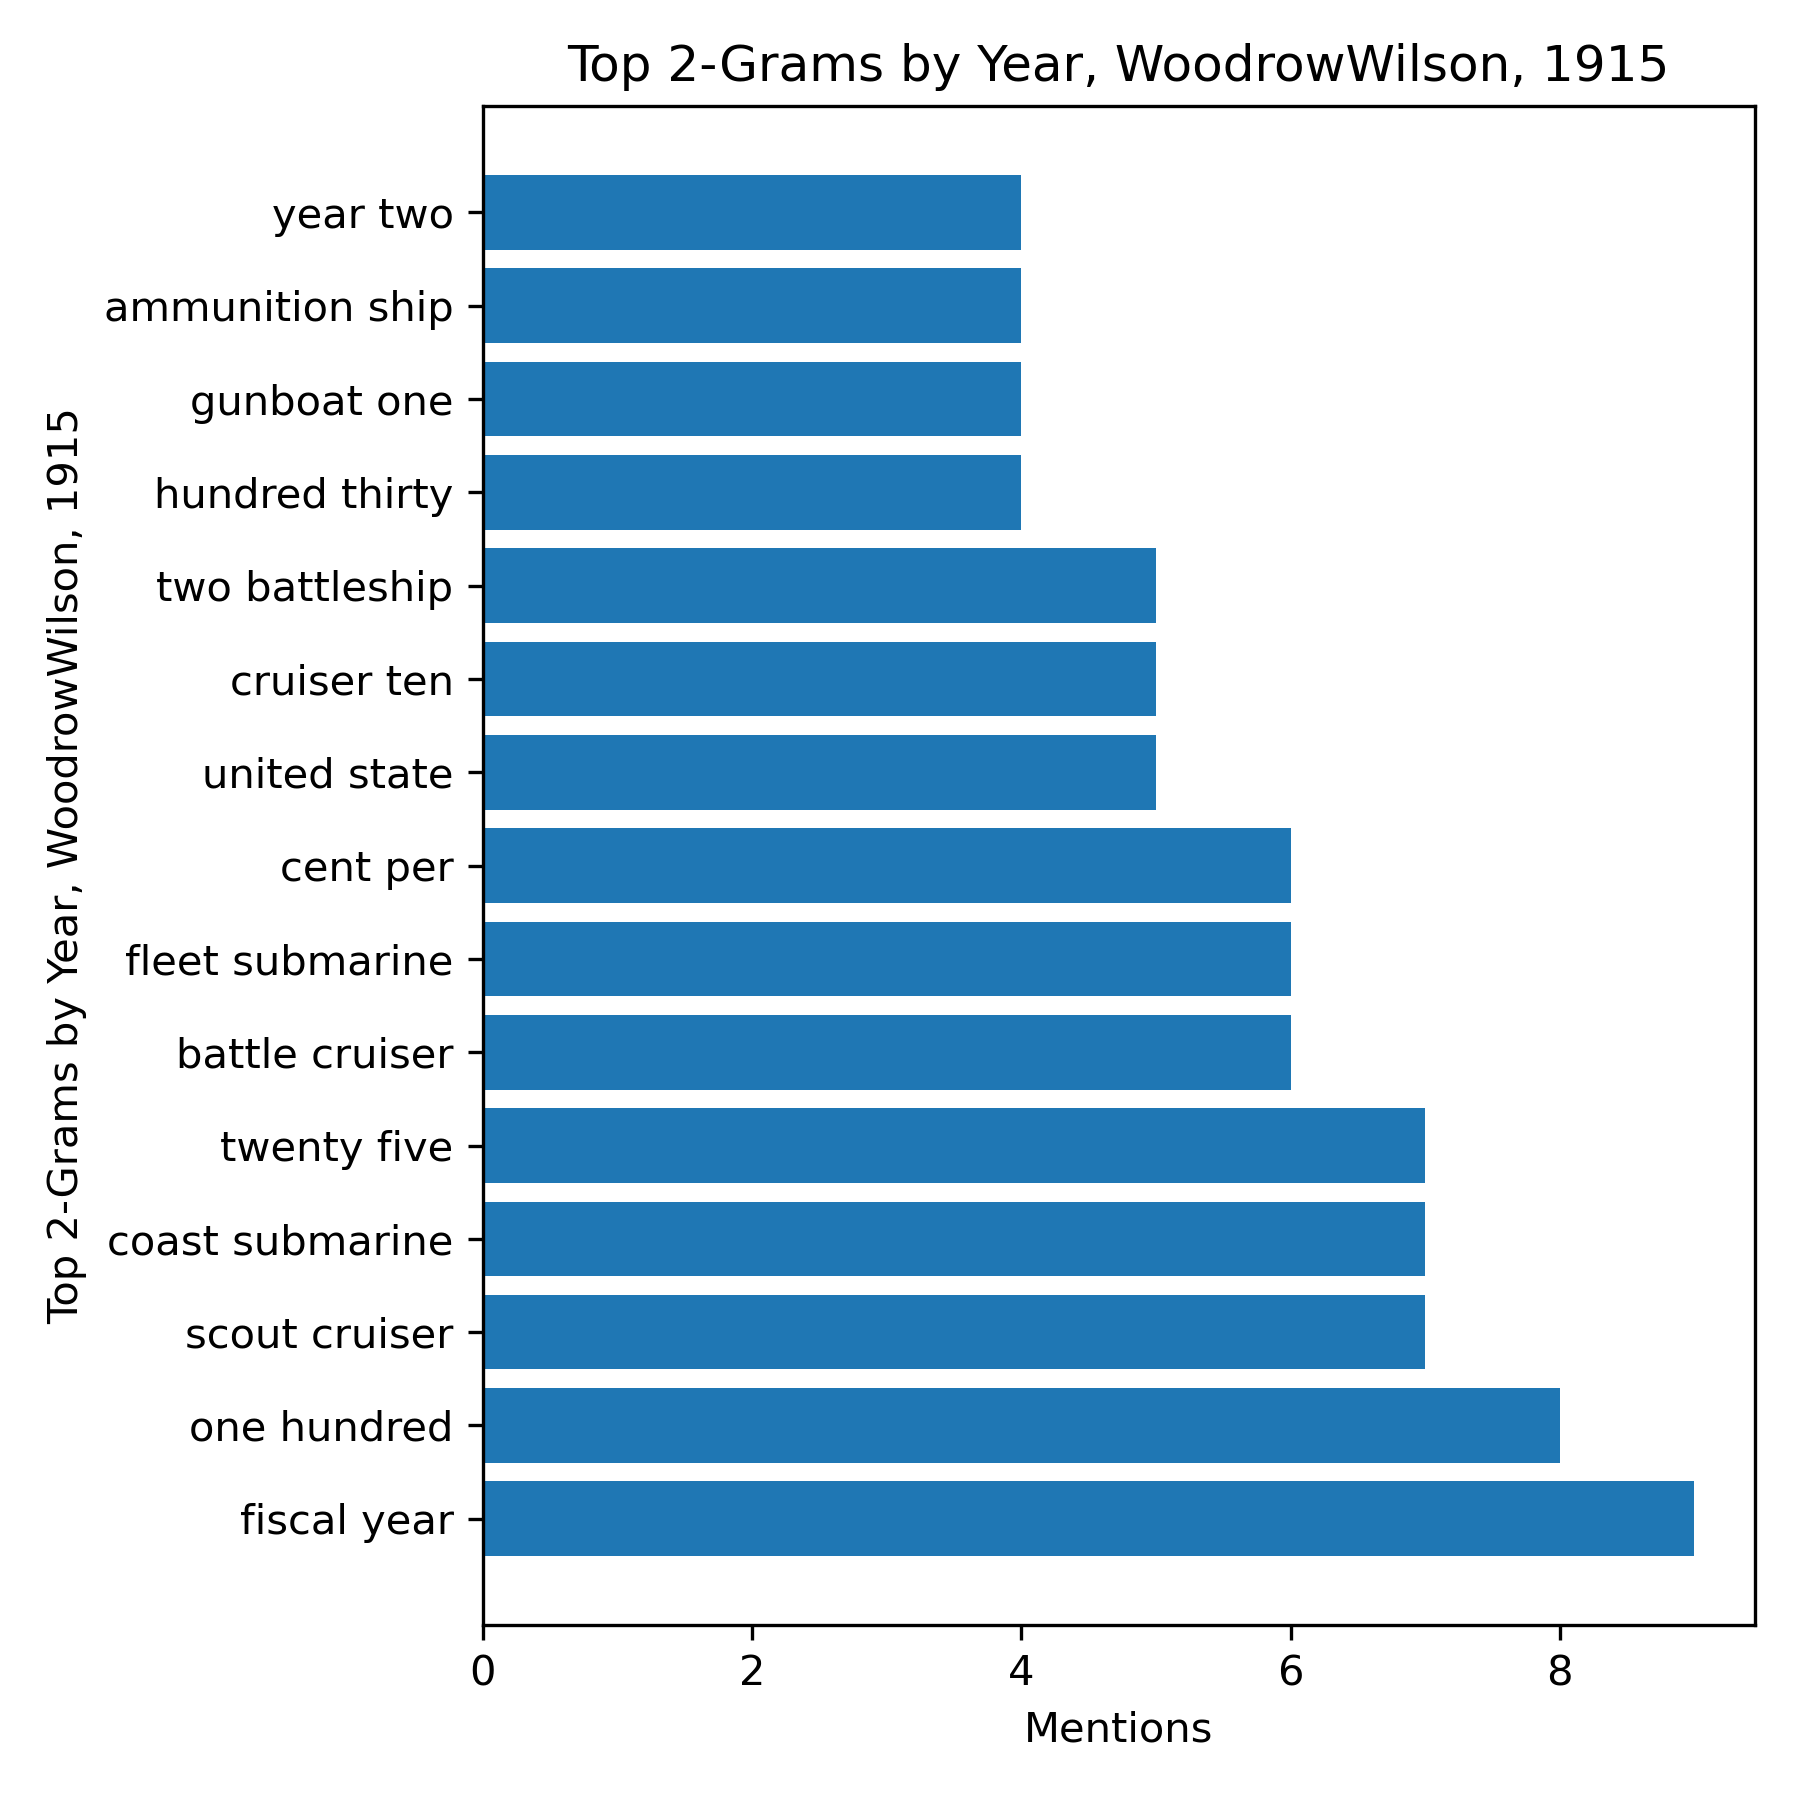 Top 2-Grams by Year, WoodrowWilson, 1915
Top 2-Grams by Year, WoodrowWilson, 1915
year two
ammunition ship
gunboat one
hundred thirty
two battleship
cruiser ten
united state
cent per
fleet submarine
battle cruiser
twenty five
coast submarine
scout cruiser
one hundred
fiscal year
0 2 4 6 8
Mentions